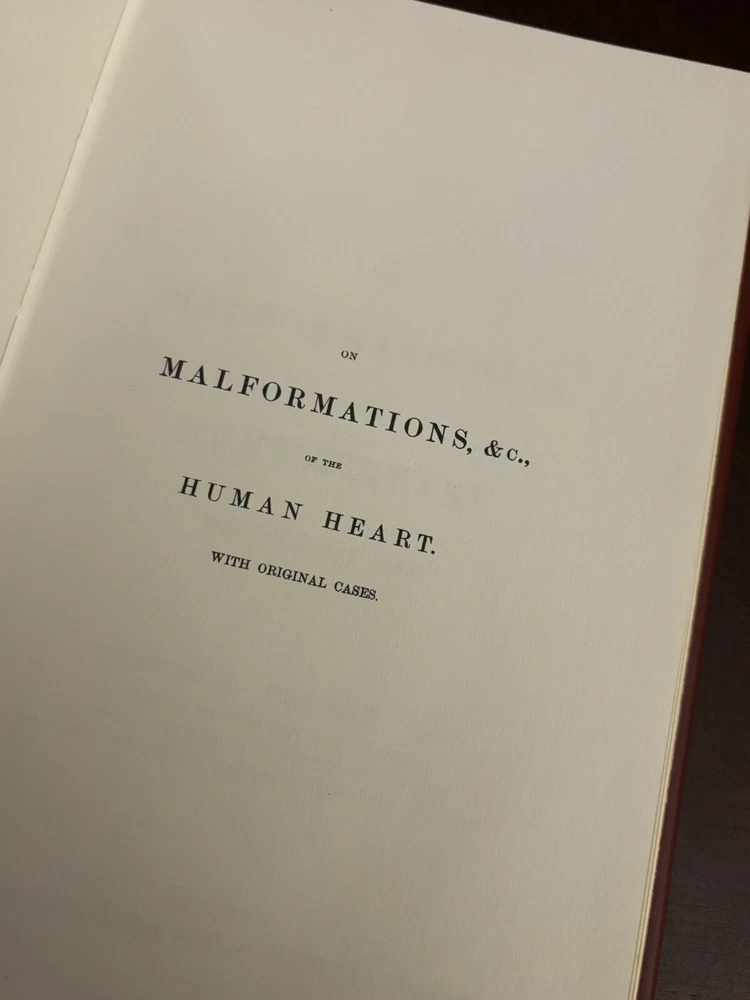 ON
MALFORMATIONS, &C.,
OF THE
HUMAN HEART.
WITH ORIGINAL CASES.